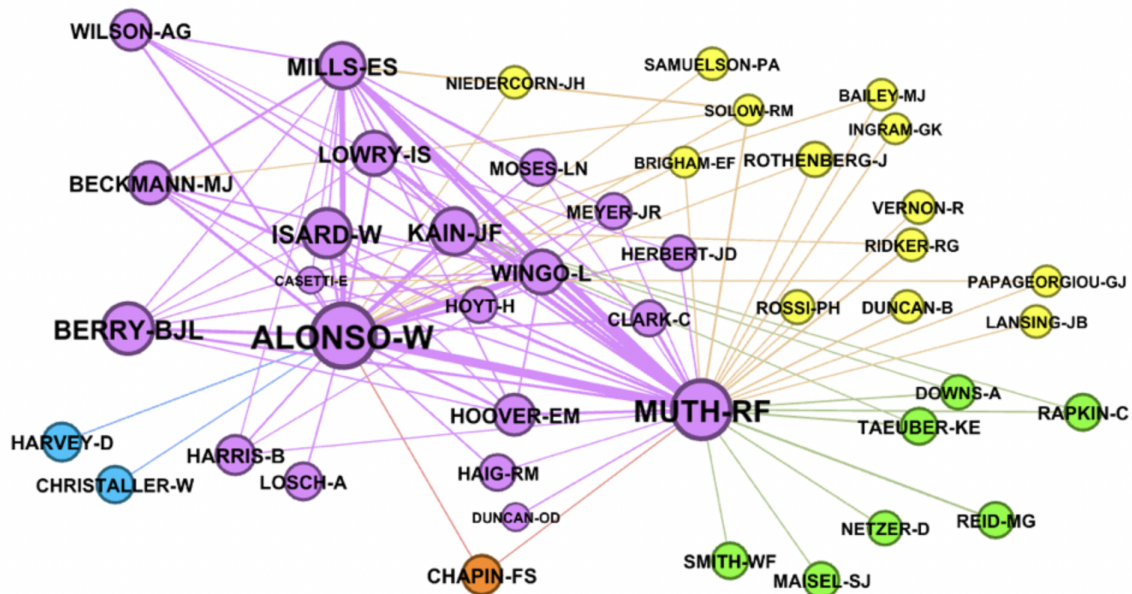 WILSON-AG
MILLS-ES
SAMUELSON-PA
NIEDERCORN-JH
BAILEY-MJ
SOLOW-RM
INGRAM-GK
LOWRY-IS
MOSES-LN
BRIGHAM-EF
ROTHENBERG-J
BECKMANN-MJ
MEYER-JR
VERNON-R
ISARD-W
KAIN-JF
RIDKER-RG
HERBERT-JD
WINGO-L
CASETTI-E
PAPAGEORGIOU-GJ
HOYT-H
ROSSI-PH
DUNCAN-B
CLARK-C
LANSING-JB
BERRY-BJL
ALONSO-W
DOWNS-A
MUTH-RF
HOOVER-EM
RAPKIN-C
TAEUBER-KE
HARVEY-D
HARRIS-B
HAIG-RM
CHRISTALLER-W
LOSCH-A
DUNCAN-OD
REID-MG
NETZER-D
SMITH-WF
CHAPIN-FS
MAISEL-SJ